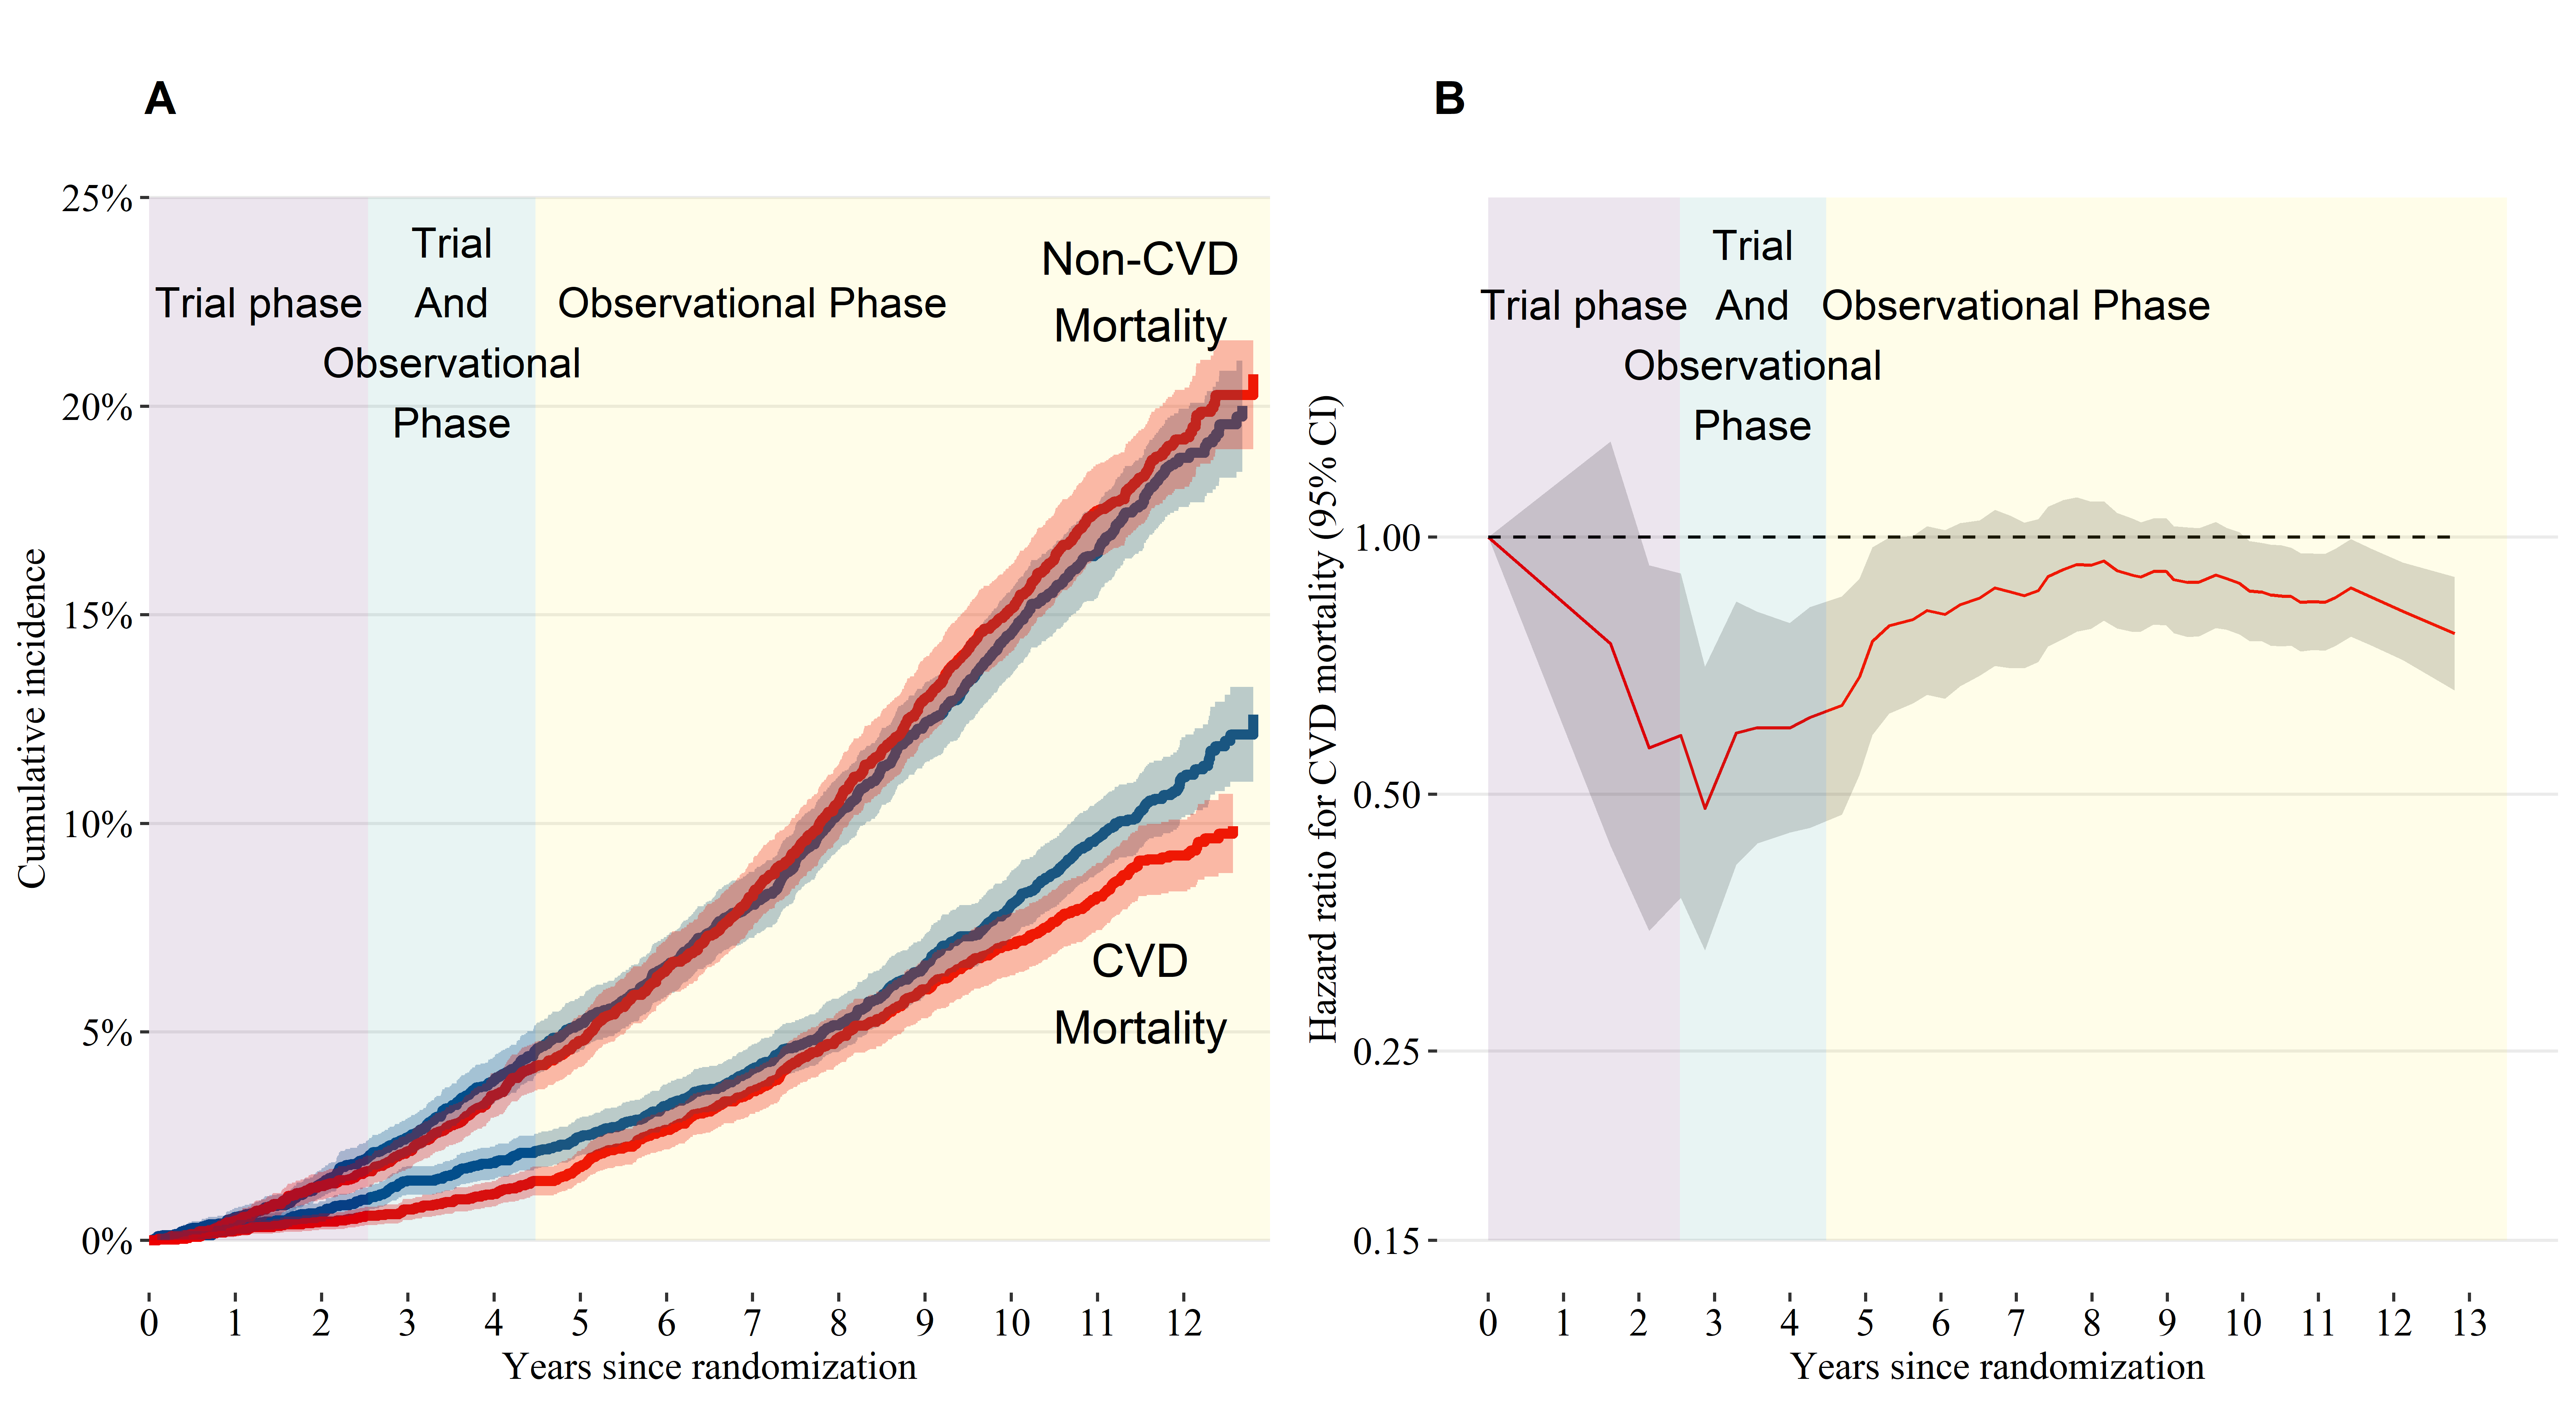 A
25%
20%
15%
10%
5%
0%
Cumulative incidence
Trial phase
Trial
And
Observational
Phase
Observational Phase
Non-CVD
Mortality
CVD
Mortality
0 1 2 3 4 5 6 7 8 9 10 11 12
Years since randomization
B
1.00
0.50
0.25
0.15
Hazard ratio for CVD mortality (95% CI)
Trial phase
Trial
And
Observational
Phase
Observational Phase
0 1 2 3 4 5 6 7 8 9 10 11 12 13
Years since randomization